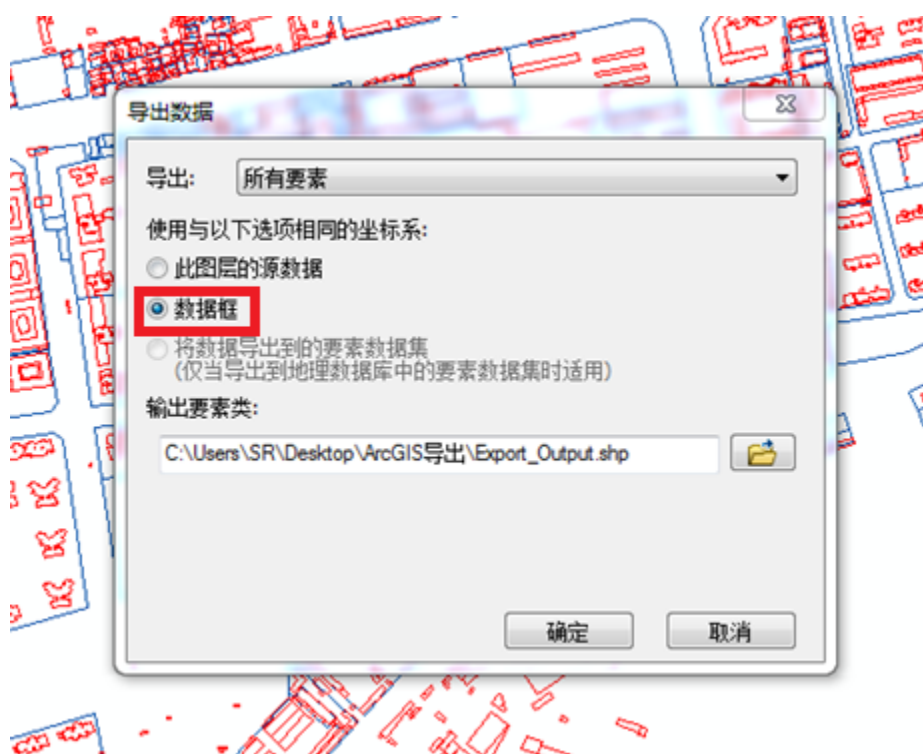 导出数据
导出: 所有要素
使用与以下选项相同的坐标系:
此图层的源数据
数据框
将数据导出到的要素数据集
(仅当导出到地理数据库中的要素数据集时适用)
输出要素类:
C:\Users\SR\Desktop\ArcGIS导出\Export_Output.shp
确定 取消